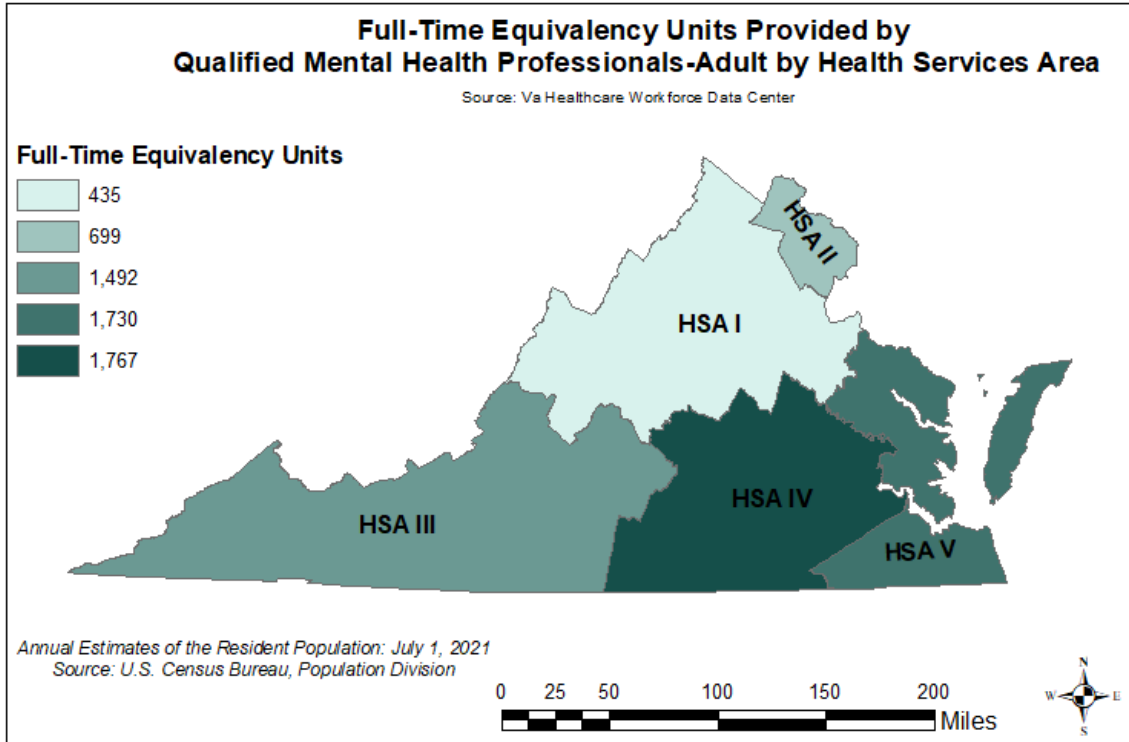 Full-Time Equivalency Units Provided by
Qualified Mental Health Professionals-Adult by Health Services Area
Source: Va Healthcare Workforce Data Center
Full-Time Equivalency Units
435
699
1,492
1,730
1,767
HSA II
HSA I
HSA IV
HSA III
HSA V
Annual Estimates of the Resident Population: July 1, 2021
Source: U.S. Census Bureau, Population Division
0 25 50 100 150 200
Miles
N
W E
S